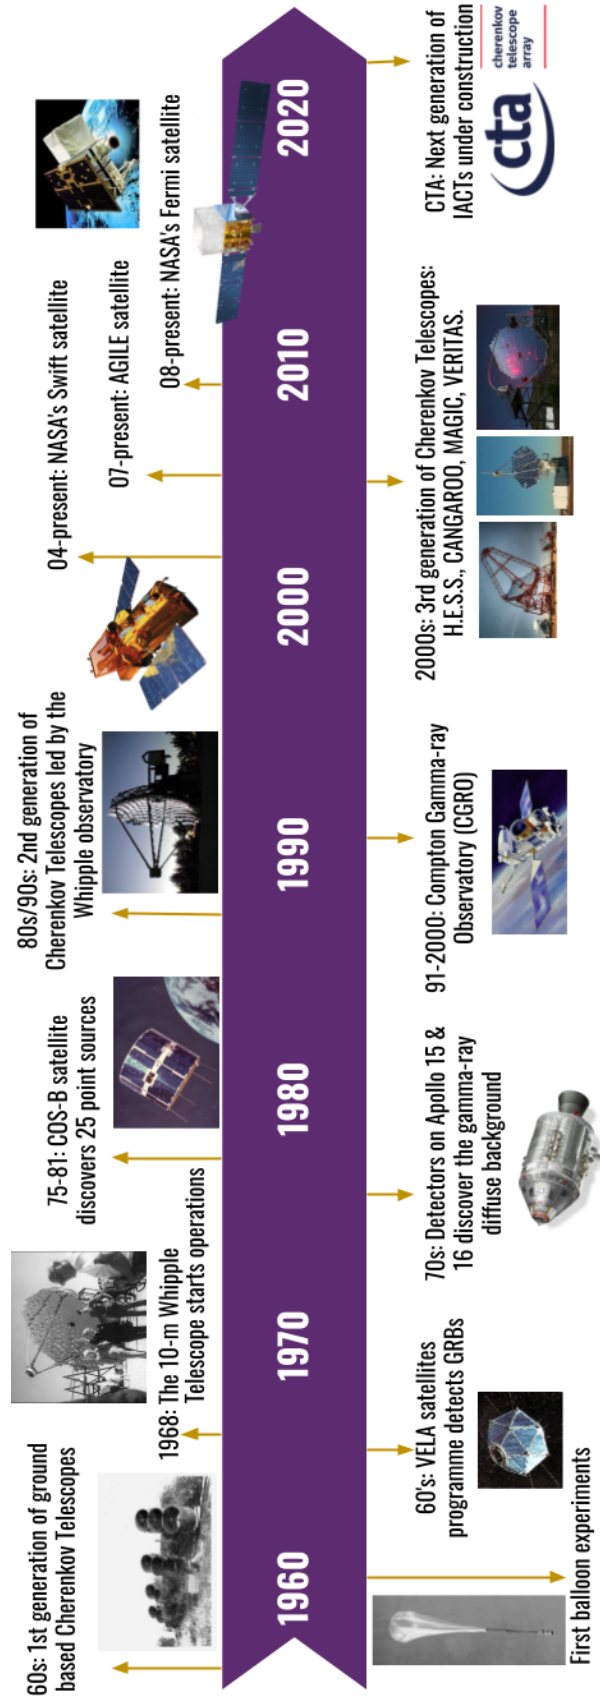 60s: 1st generation of ground
based Cherenkov Telescopes
1968: The 10-m Whipple
Telescope starts operations
75-81: COS-B satellite
discovers 25 point sources
80s/90s: 2nd generation of
Cherenkov Telescopes led by the
Whipple observatory
04-present: NASA's Swift satellite
07-present: AGILE satellite
08-present: NASA's Fermi satellite
1960
1970
1980
1990
2000
2010
2020
First balloon experiments
60's: VELA satellites
programme detects GRBs
70s: Detectors on Apollo 15 &
16 discover the gamma-ray
diffuse background
91-2000: Compton Gamma-ray
Observatory (CGRO)
2000s: 3rd generation of Cherenkov Telescopes:
H.E.S.S., CANGAROO, MAGIC, VERITAS.
CTA: Next generation of
IACTs under construction
cta
cherenkov
telescope
array